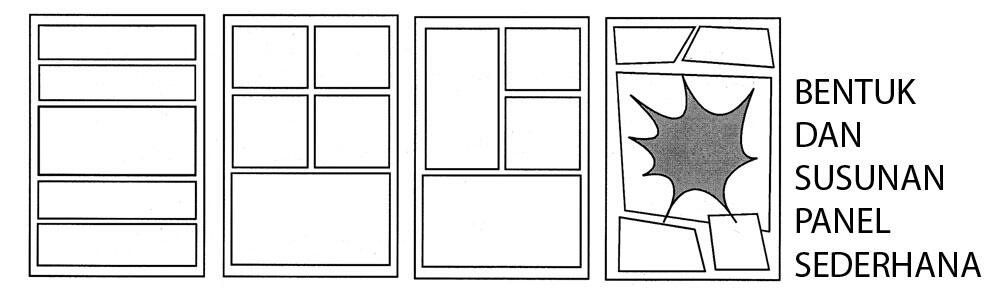 BENTUK
DAN
SUSUNAN
PANEL
SEDERHANA